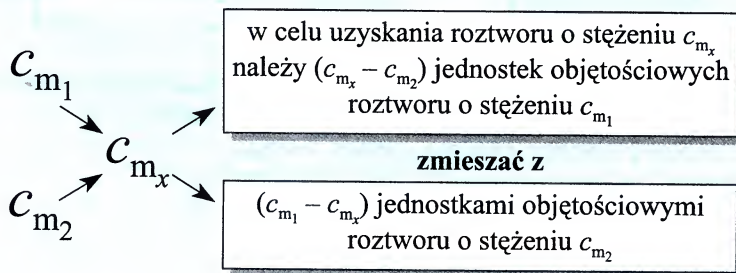 c_m₁
c_m₂
c_mₓ
w celu uzyskania roztworu o stężeniu c_mₓ
należy (c_mₓ – c_m₂) jednostek objętościowych
roztworu o stężeniu c_m₁
zmieszać z
(c_m₁ – c_mₓ) jednostkami objętościowymi
roztworu o stężeniu c_m₂